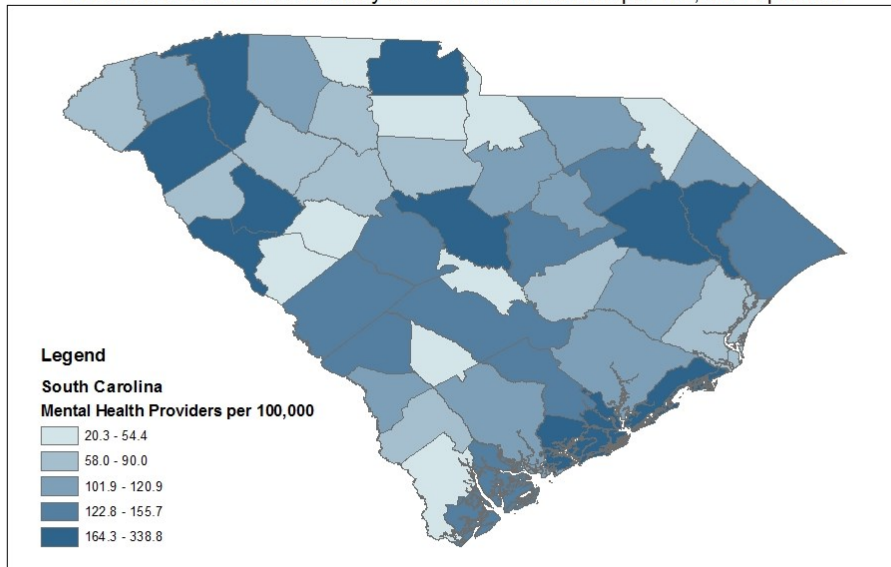 Legend
South Carolina
Mental Health Providers per 100,000
20.3 - 54.4
58.0 - 90.0
101.9 - 120.9
122.8 - 155.7
164.3 - 338.8